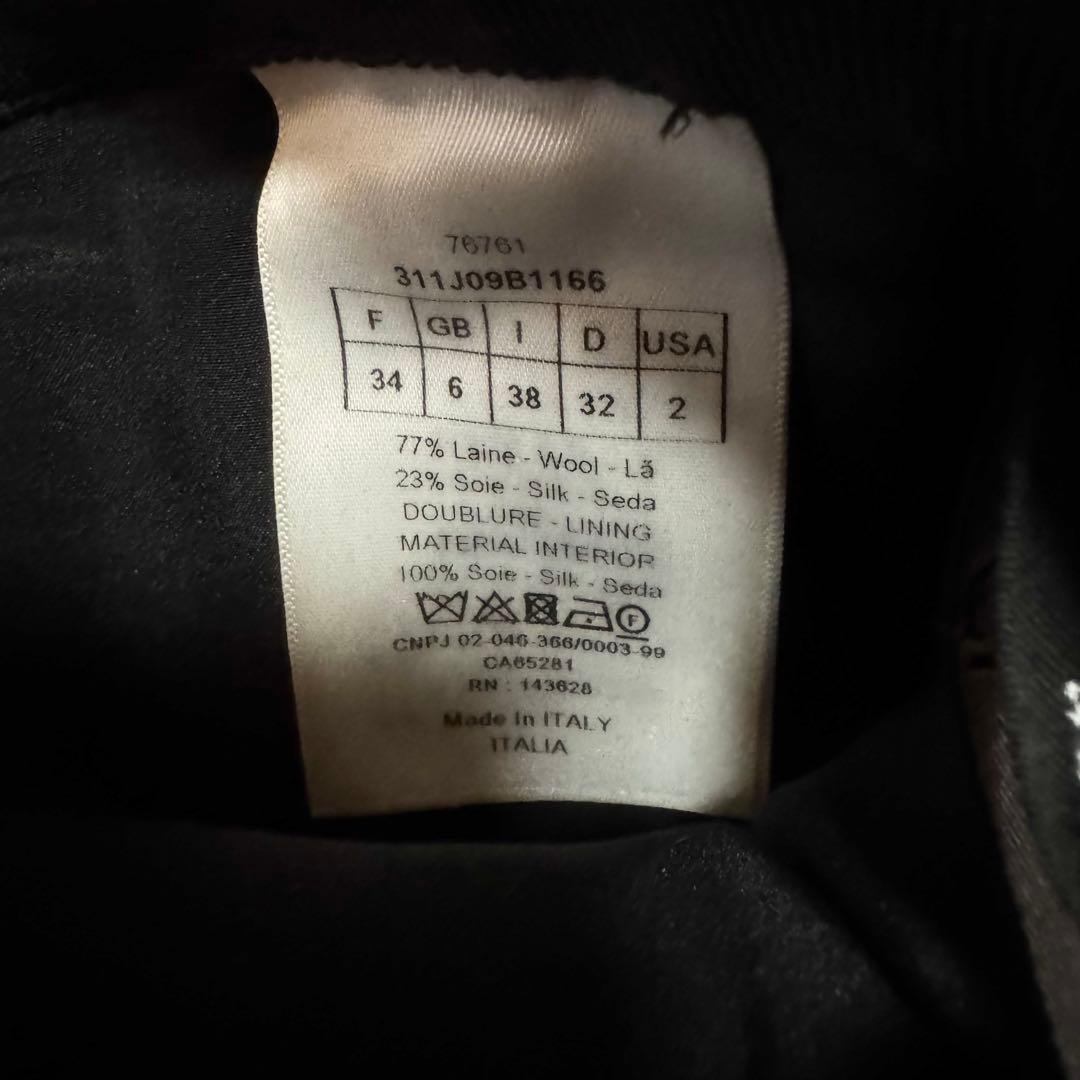 76761
311J09B1166
F GB I D USA
34 6 38 32 2
77% Laine - Wool - Lã
23% Soie - Silk - Seda
DOUBLURE - LINING
MATERIAL INTERIOR
100% Soie - Silk - Seda
F
CNPJ 02-046-366/0003-99
CA65281
RN : 143628
Made In ITALY
ITALIA